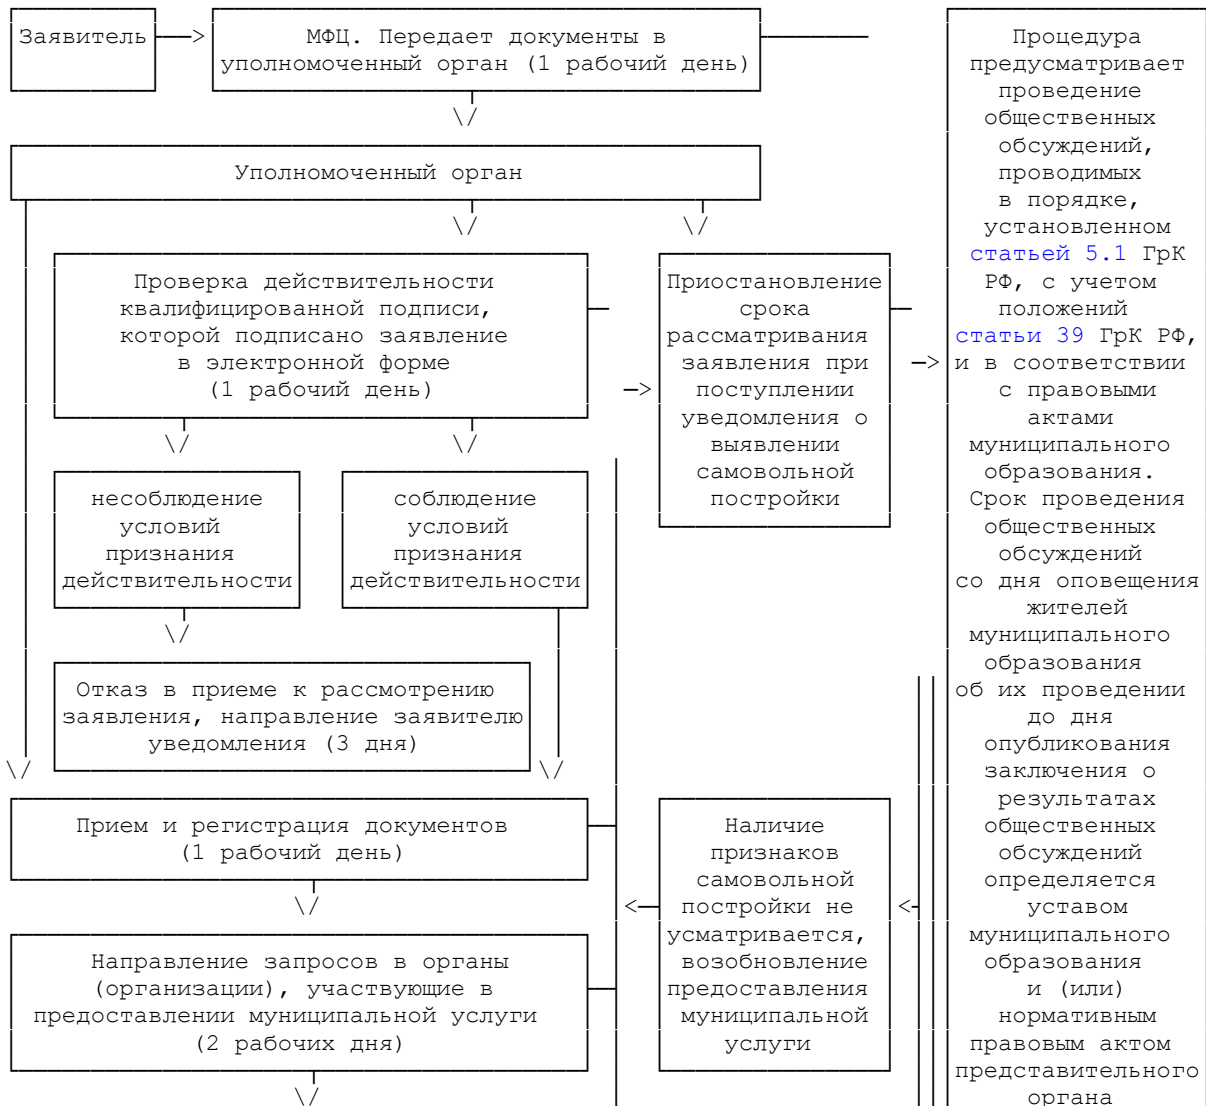 Заявитель
МФЦ. Передает документы в
уполномоченный орган (1 рабочий день)
Уполномоченный орган
Проверка действительности
квалифицированной подписи,
которой подписано заявление
в электронной форме
(1 рабочий день)
Приостановление
срока
рассматривания
заявления при
поступлении
уведомления о
выявлении
самовольной
постройки
несоблюдение
условий
признания
действительности
соблюдение
условий
признания
действительности
Отказ в приеме к рассмотрению
заявления, направление заявителю
уведомления (3 дня)
Прием и регистрация документов
(1 рабочий день)
Наличие
признаков
самовольной
постройки не
усматривается,
возобновление
предоставления
муниципальной
услуги
Направление запросов в органы
(организации), участвующие в
предоставлении муниципальной услуги
(2 рабочих дня)
Процедура
предусматривает
проведение
общественных
обсуждений,
проводимых
в порядке,
установленном
статьей 5.1 ГрК
РФ, с учетом
положений
статьи 39 ГрК РФ,
и в соответствии
с правовыми
актами
муниципального
образования.
Срок проведения
общественных
обсуждений
со дня оповещения
жителей
муниципального
образования
об их проведении
до дня
опубликования
заключения о
результатах
общественных
обсуждений
определяется
уставом
муниципального
образования
и (или)
нормативным
правовым актом
представительного
органа